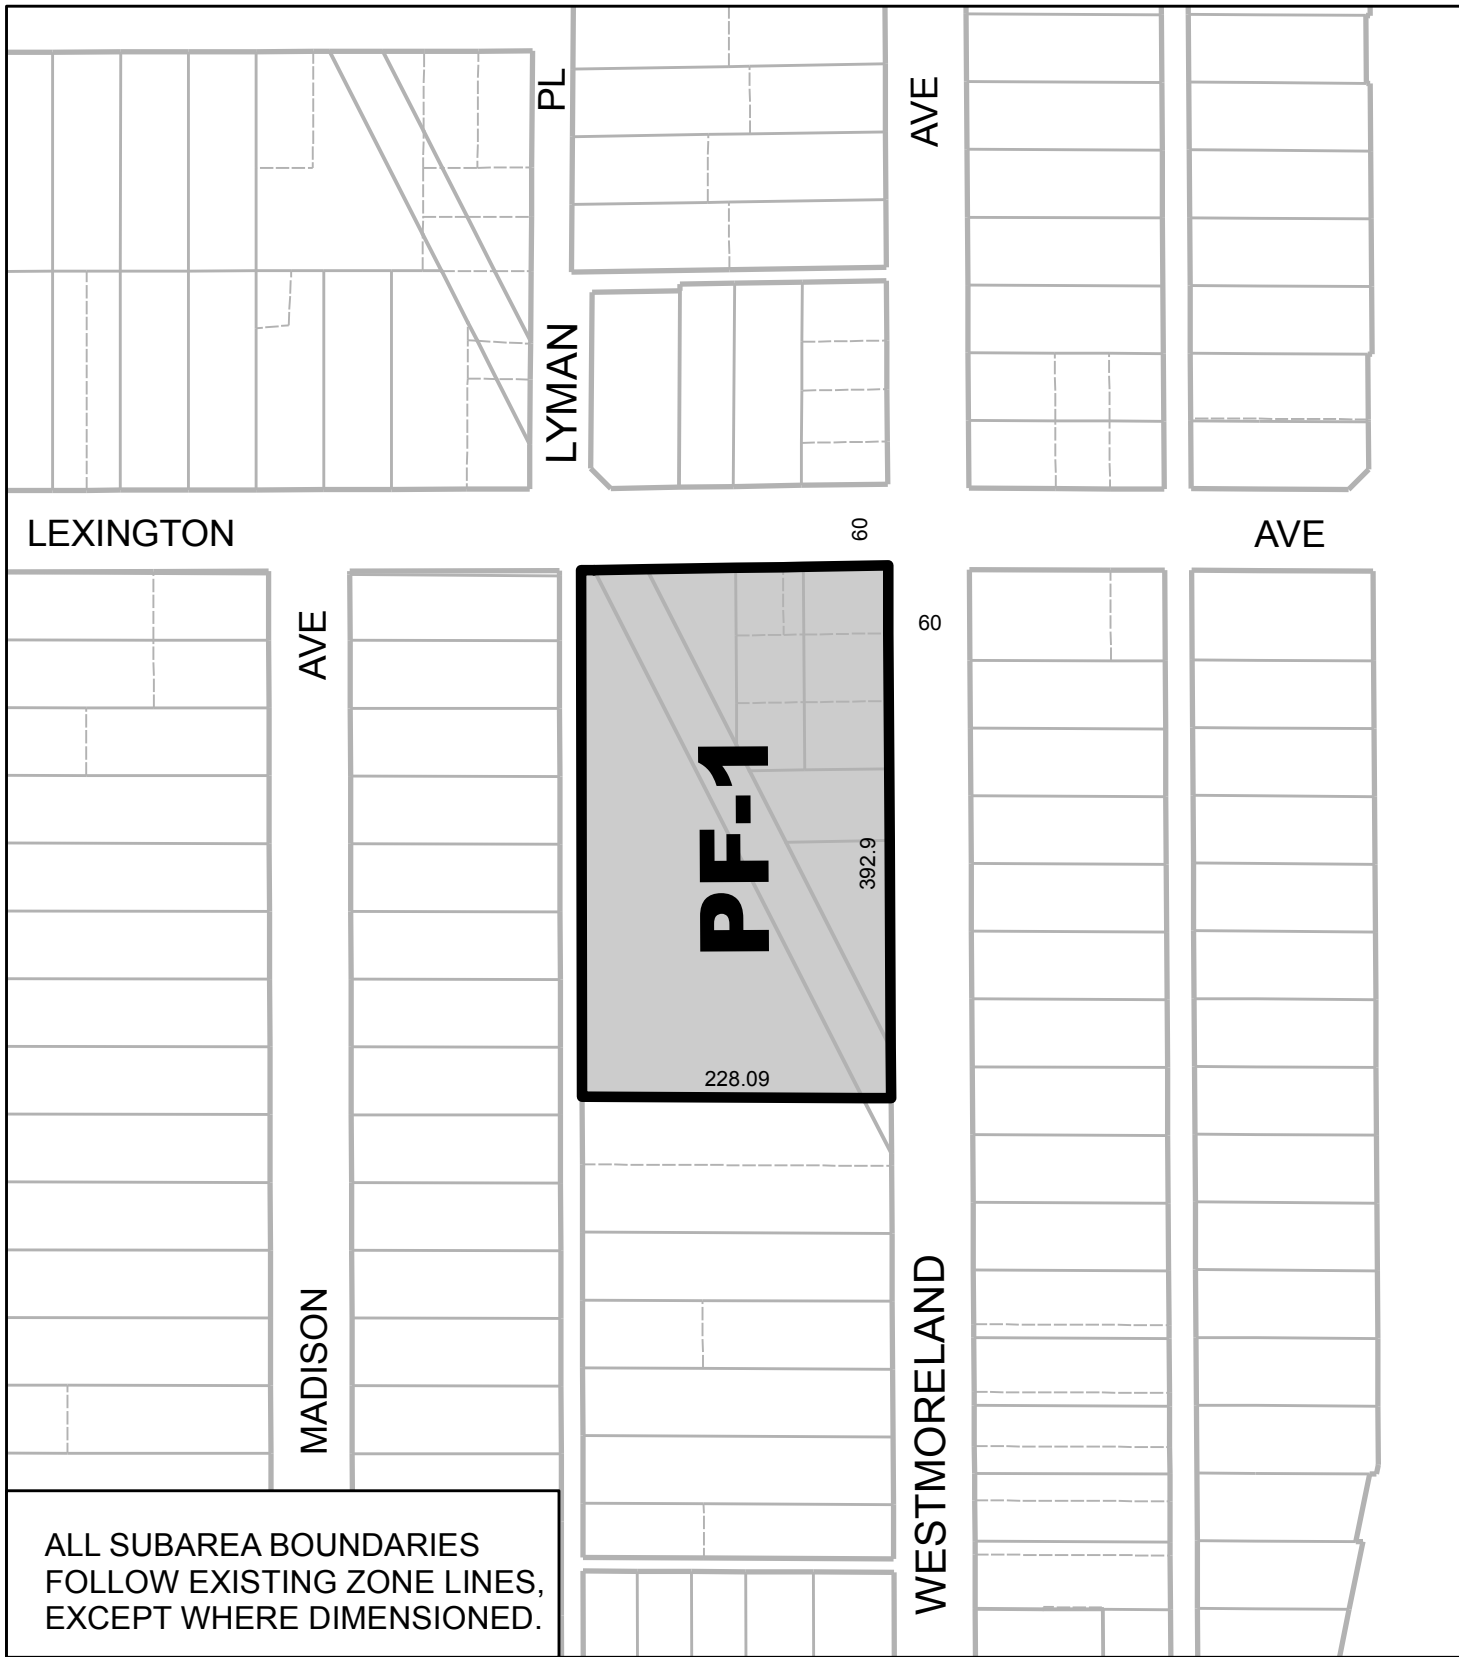 PL
AVE
LYMAN
LEXINGTON
60
AVE
AVE
60
PF-1
392.9
228.09
MADISON
WESTMORELAND
ALL SUBAREA BOUNDARIES
FOLLOW EXISTING ZONE LINES,
EXCEPT WHERE DIMENSIONED.